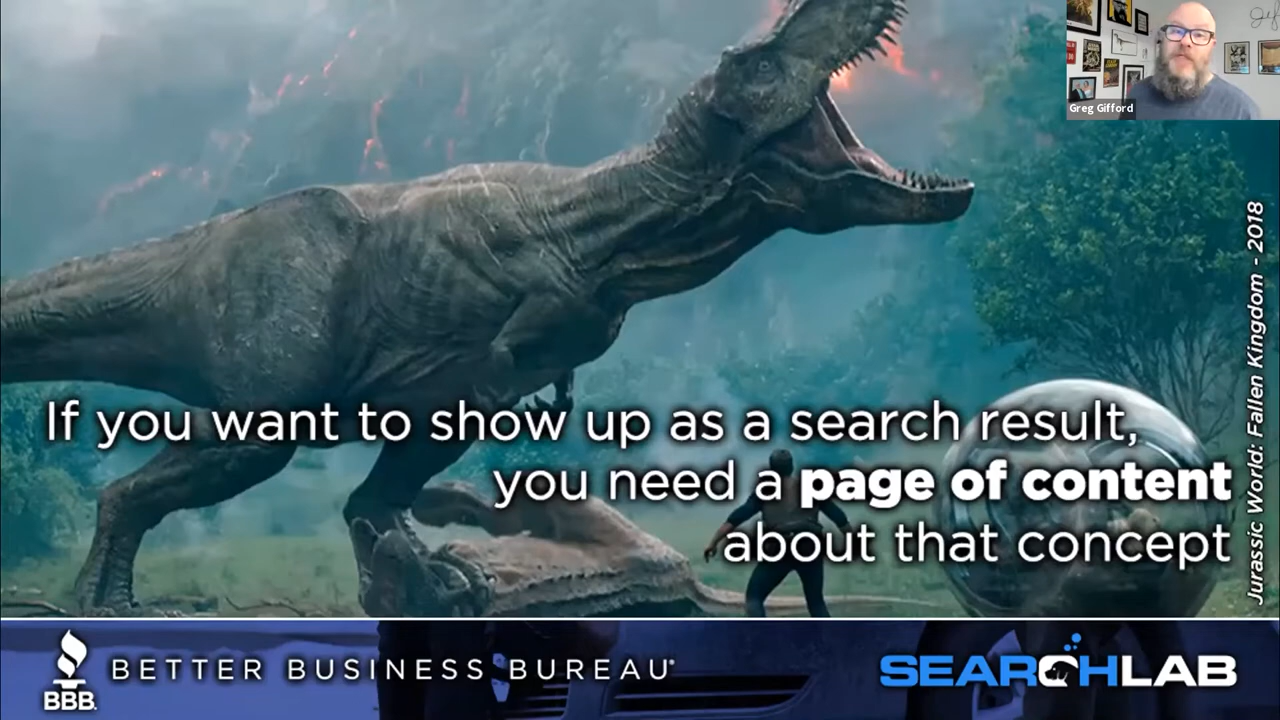 Greg Gifford
If you want to show up as a search result,
you need a page of content
about that concept
Jurassic World: Fallen Kingdom - 2018
BBB.
BETTER BUSINESS BUREAU®
SEARCHLAB